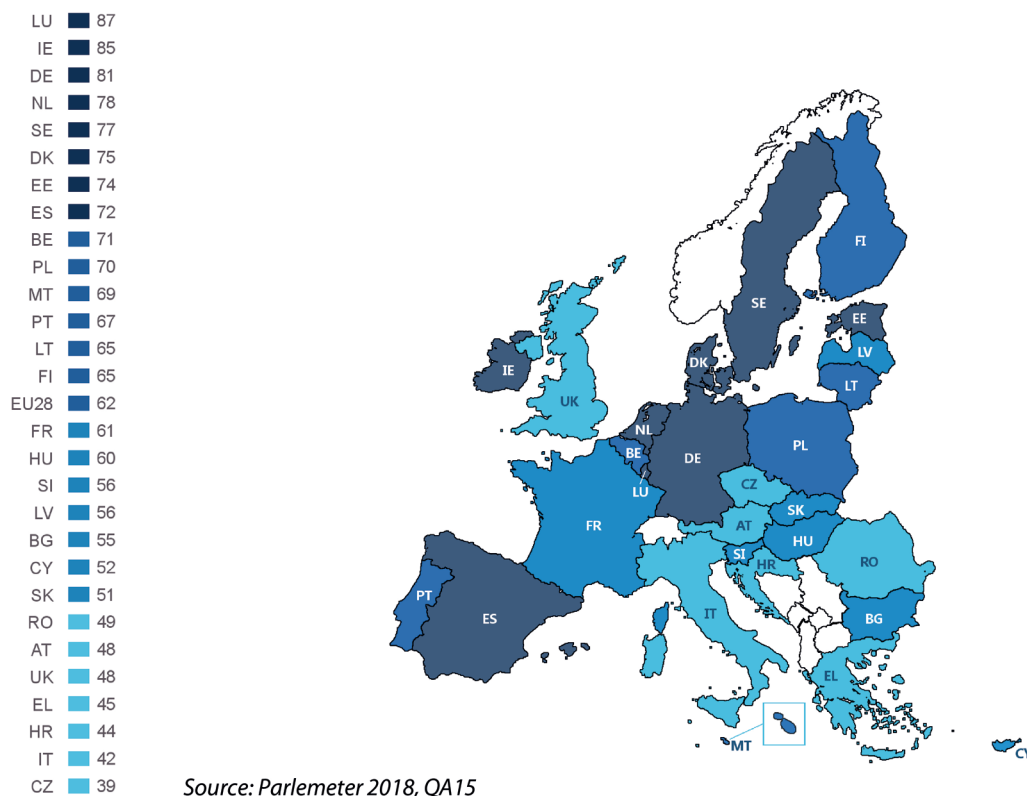 LU 87
IE 85
DE 81
NL 78
SE 77
DK 75
EE 74
ES 72
BE 71
PL 70
MT 69
PT 67
LT 65
FI 65
EU28 62
FR 61
HU 60
SI 56
LV 56
BG 55
CY 52
SK 51
RO 49
AT 48
UK 48
EL 45
HR 44
IT 42
CZ 39
FI
SE
EE
LV
DK
LT
IE
UK
NL
BE
DE
PL
LU
CZ
SK
FR
AT
HU
SI
HR
RO
PT
ES
IT
BG
EL
MT
CY
Source: Parlemeter 2018, QA15